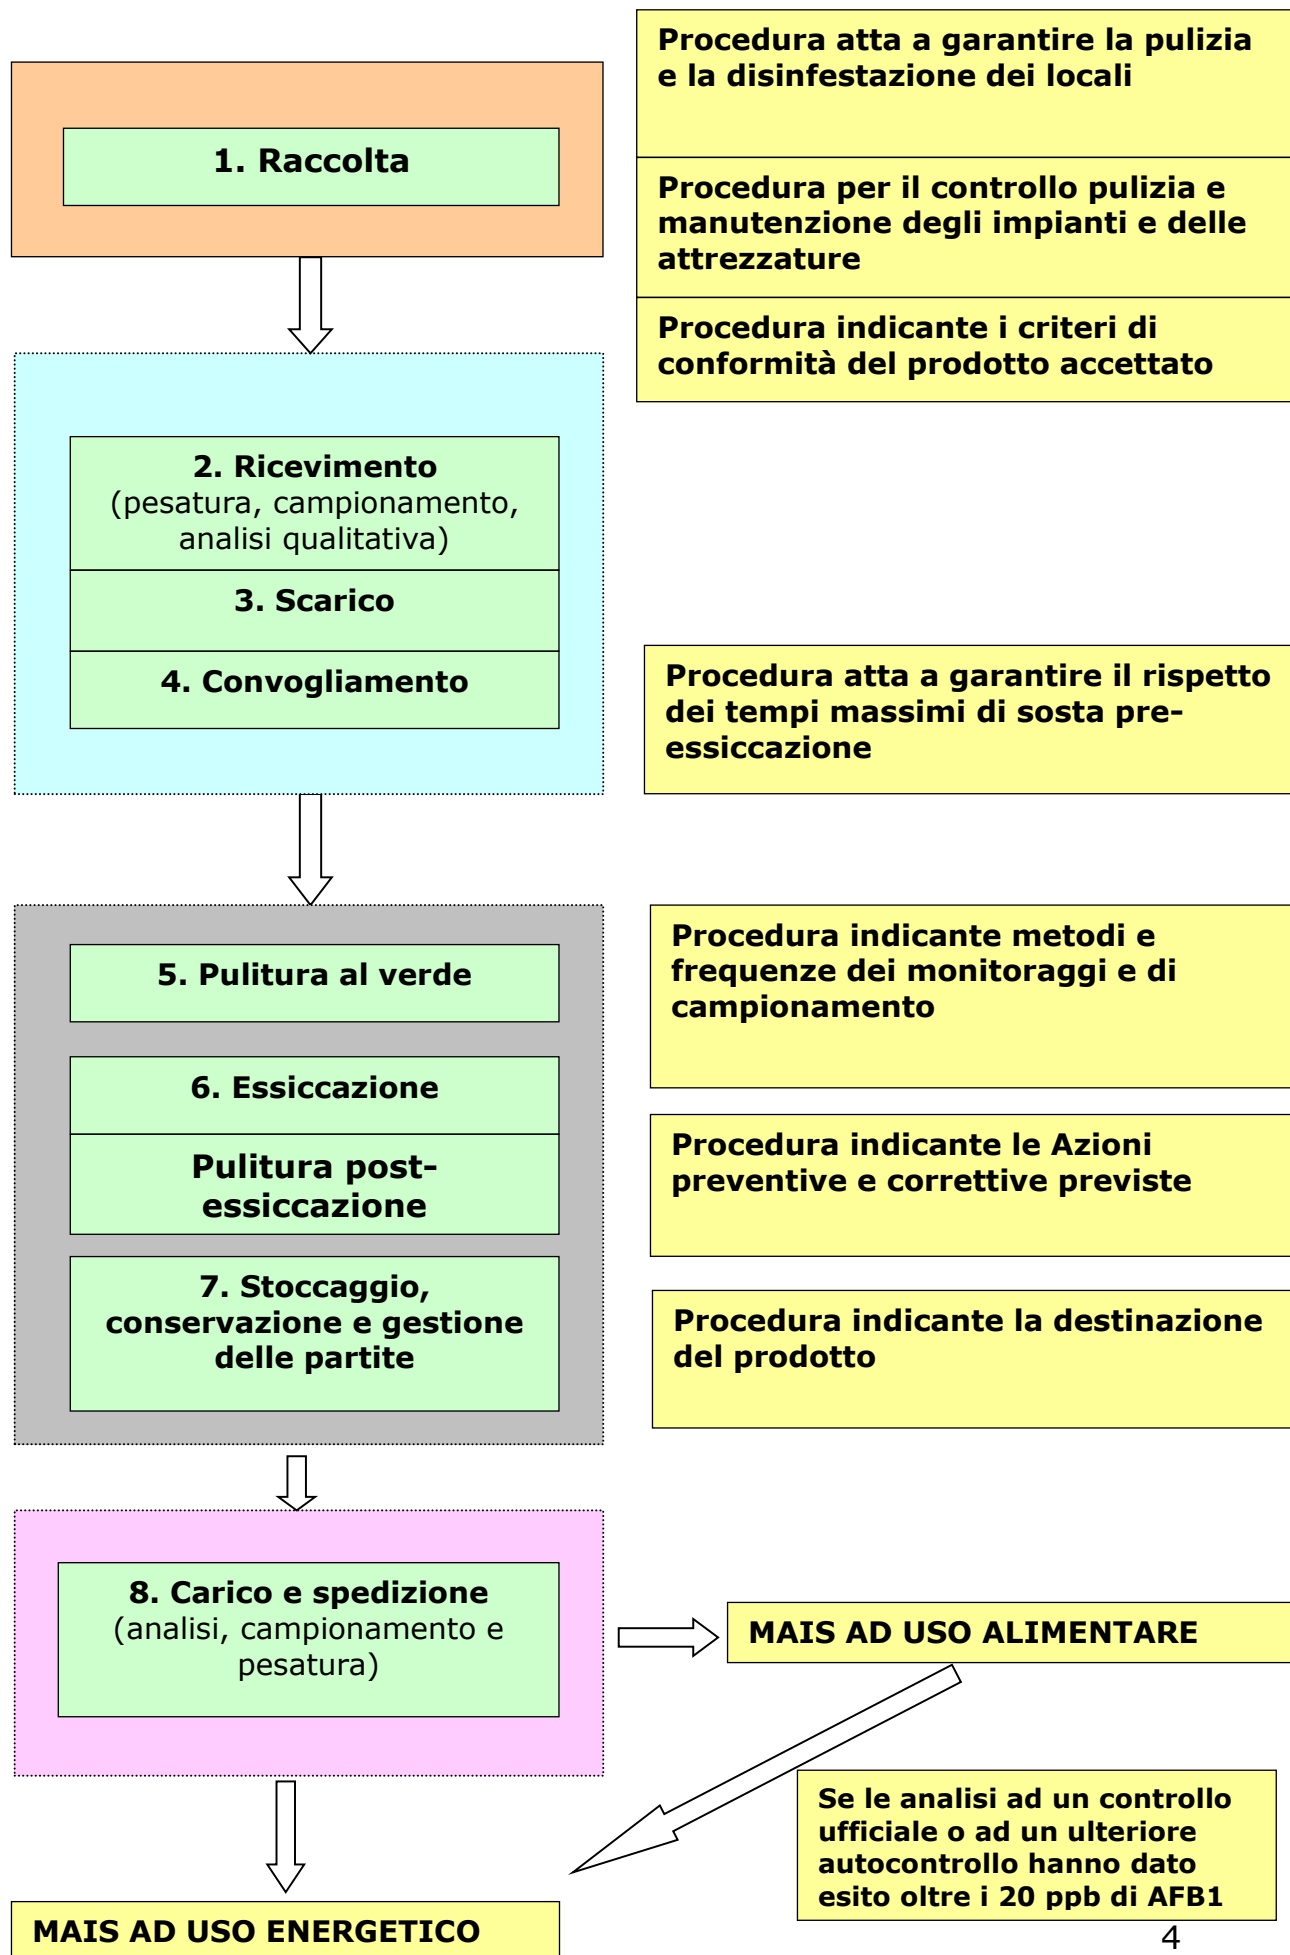 Procedura atta a garantire la pulizia
e la disinfestazione dei locali
1. Raccolta
Procedura per il controllo pulizia e
manutenzione degli impianti e delle
attrezzature
Procedura indicante i criteri di
conformità del prodotto accettato
2. Ricevimento
(pesatura, campionamento,
analisi qualitativa)
3. Scarico
4. Convogliamento
Procedura atta a garantire il rispetto
dei tempi massimi di sosta pre-
essiccazione
5. Pulitura al verde
Procedura indicante metodi e
frequenze dei monitoraggi e di
campionamento
6. Essiccazione
Pulitura post-
essiccazione
Procedura indicante le Azioni
preventive e correttive previste
7. Stoccaggio,
conservazione e gestione
delle partite
Procedura indicante la destinazione
del prodotto
8. Carico e spedizione
(analisi, campionamento e
pesatura)
MAIS AD USO ALIMENTARE
Se le analisi ad un controllo
ufficiale o ad un ulteriore
autocontrollo hanno dato
esito oltre i 20 ppb di AFB1
MAIS AD USO ENERGETICO
4